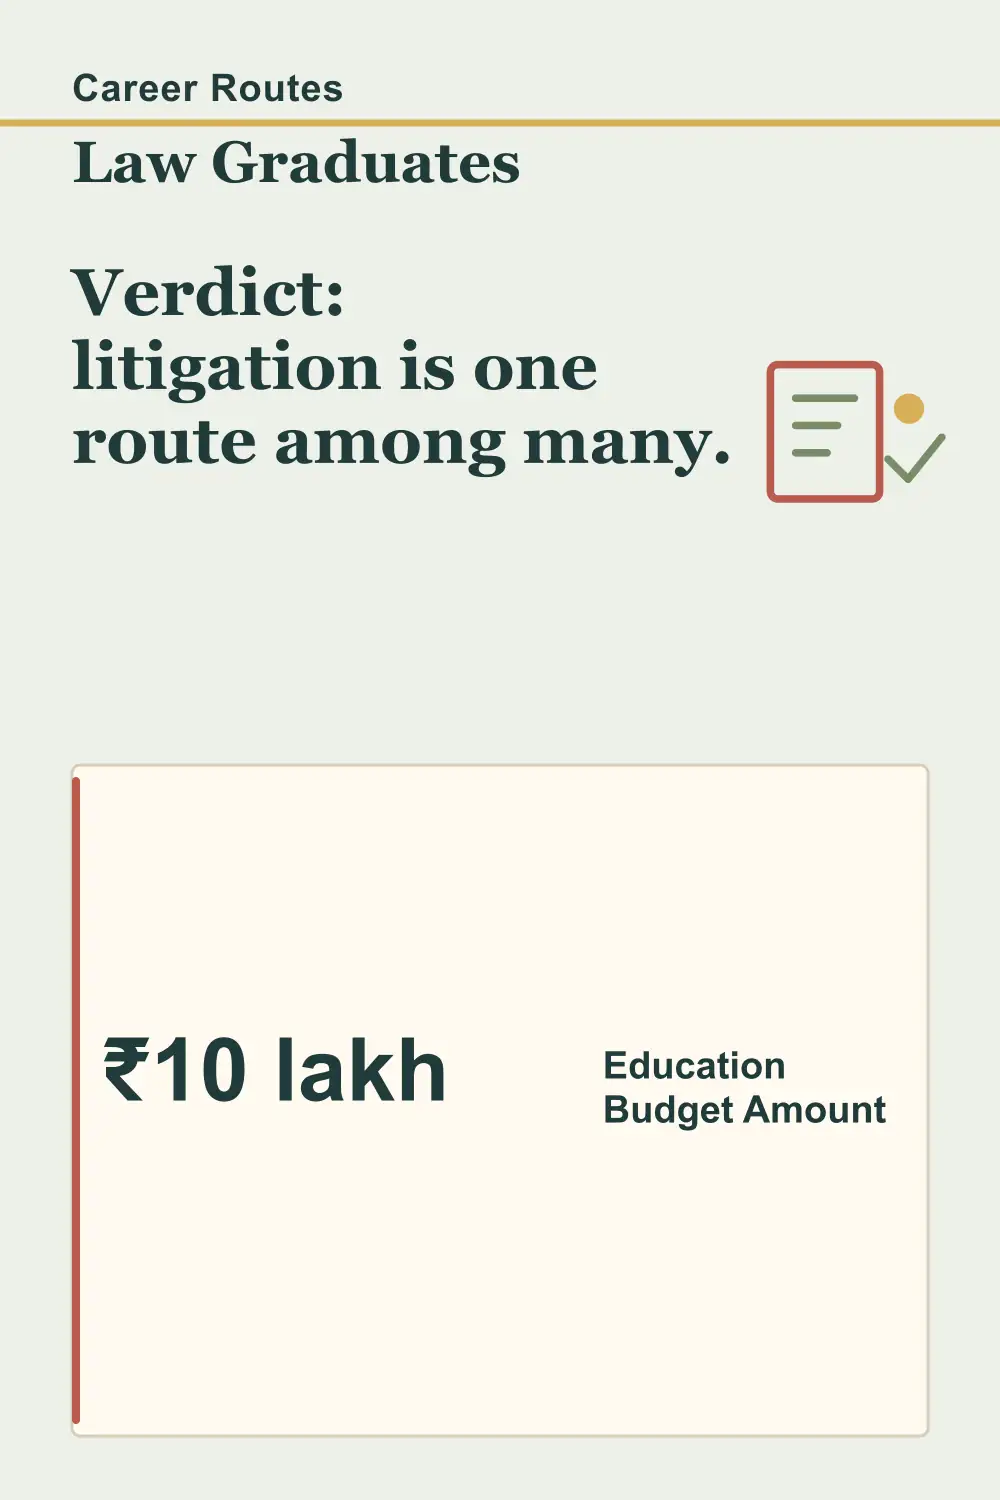 Career Routes
Law Graduates
Verdict:
litigation is one
route among many.
₹10 lakh
Education
Budget Amount